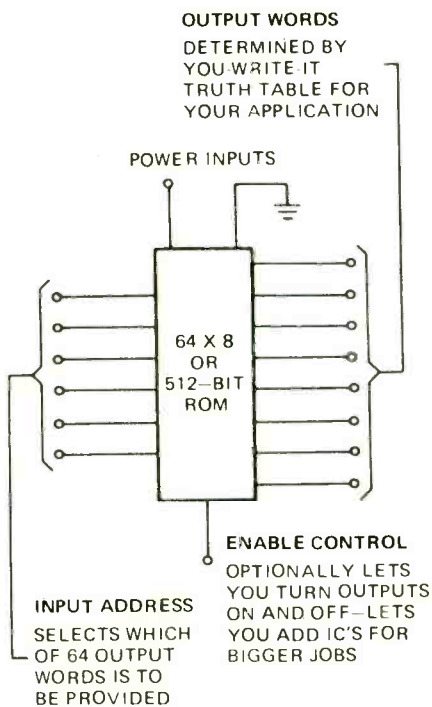 OUTPUT WORDS
DETERMINED BY
YOU-WRITE-IT
TRUTH TABLE FOR
YOUR APPLICATION
POWER INPUTS
64 X 8
OR
512-BIT
ROM
ENABLE CONTROL
OPTIONALLY LETS
YOU TURN OUTPUTS
ON AND OFF—LETS
YOU ADD IC'S FOR
BIGGER JOBS
INPUT ADDRESS
SELECTS WHICH
OF 64 OUTPUT
WORDS IS TO
BE PROVIDED